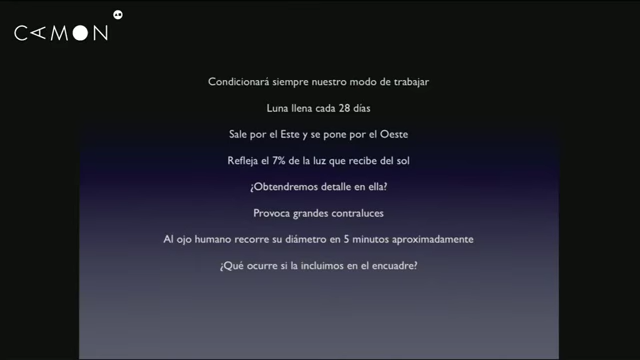 CAMON
Condicionará siempre nuestro modo de trabajar
Luna llena cada 28 días
Sale por el Este y se pone por el Oeste
Refleja el 7% de la luz que recibe del sol
¿Obtendremos detalle en ella?
Provoca grandes contraluces
Al ojo humano recorre su diámetro en 5 minutos aproximadamente
¿Qué ocurre si la incluimos en el encuadre?